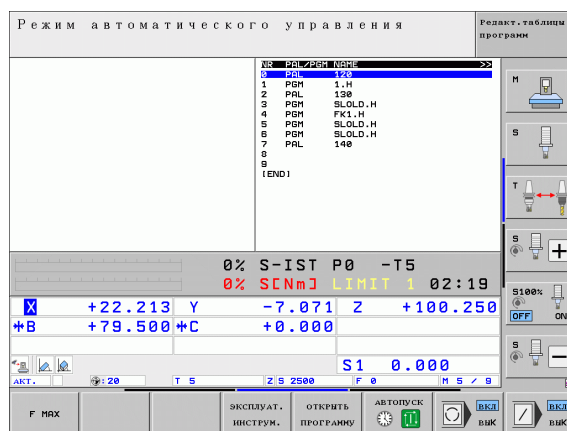 Режим автоматического управления
Редакт.таблицы программ
NR PAL/PGM NAME >>
0 PAL 120
1 PGM 1.H
2 PAL 130
3 PGM SLOLD.H
4 PGM FK1.H
5 PGM SLOLD.H
6 PGM SLOLD.H
7 PAL 140
8
9
[END]
M
S
T
S
S100%
OFF ON
S
0% S-IST P0 -T5
0% S[Nm] LIMIT 1 02:19
X +22.213 Y -7.071 Z +100.250
B +79.500 C +0.000
S1 0.000
АКТ. :20 T 5 Z S 2500 F 0 M 5 / 9
F MAX
ЭКСПЛУАТ. ИНСТРУМ.
ОТКРЫТЬ ПРОГРАММУ
АВТОПУСК
ВКЛ ВЫК
ВКЛ ВЫК